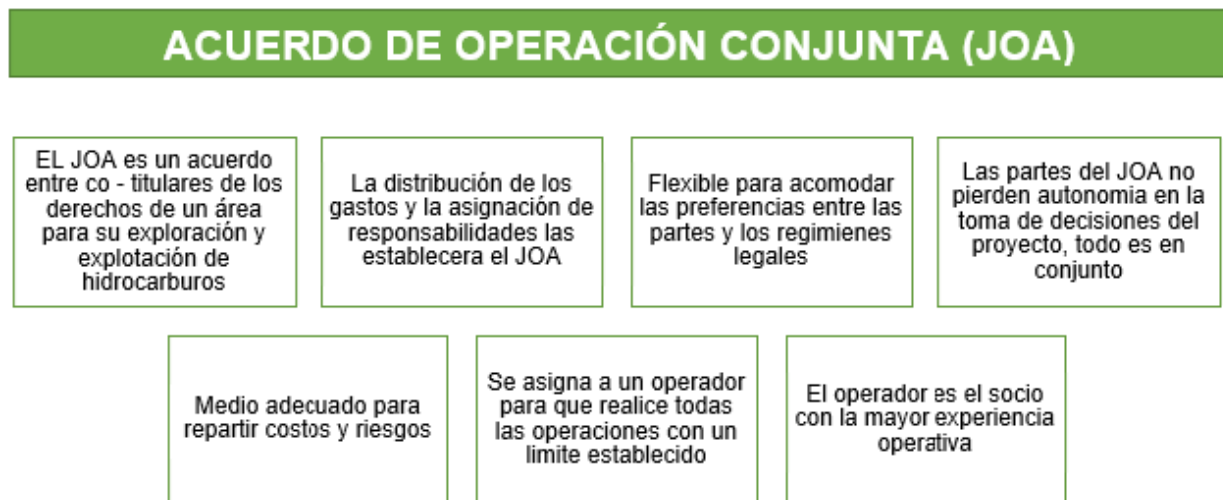 ACUERDO DE OPERACIÓN CONJUNTA (JOA)
EL JOA es un acuerdo
entre co - titulares de los
derechos de un área
para su exploración y
explotación de
hidrocarburos
La distribución de los
gastos y la asignación de
responsabilidades las
establecera el JOA
Flexible para acomodar
las preferencias entre las
partes y los regimienes
legales
Las partes del JOA no
pierden autonomia en la
toma de decisiones del
proyecto, todo es en
conjunto
Medio adecuado para
repartir costos y riesgos
Se asigna a un operador
para que realice todas
las operaciones con un
limite establecido
El operador es el socio
con la mayor experiencia
operativa